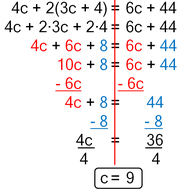 4c + 2(3c + 4) = 6c + 44
4c + 2·3c + 2·4 = 6c + 44
4c + 6c + 8 = 6c + 44
10c + 8 = 6c + 44
- 6c - 6c
4c + 8 = 44
- 8 - 8
4c/4 = 36/4
c = 9